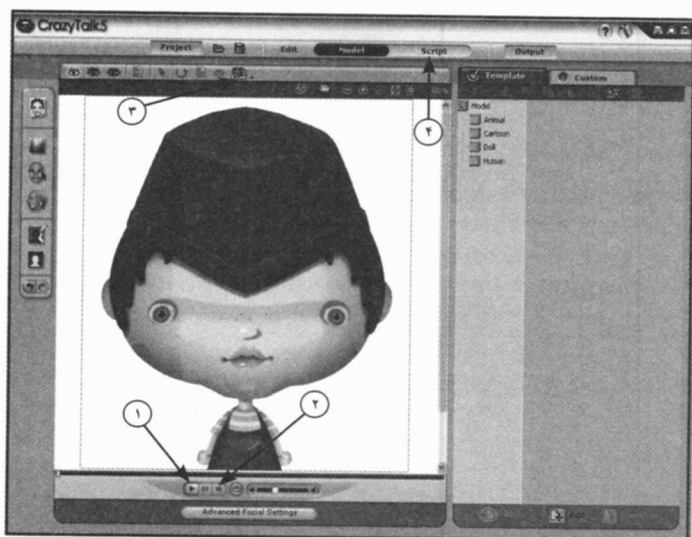 CrazyTalk5
Project Edit Model Script Output
Template Custom
۳
۴
Model
Animal
Cartoon
Doll
Human
۱
۲
Advanced Facial Settings